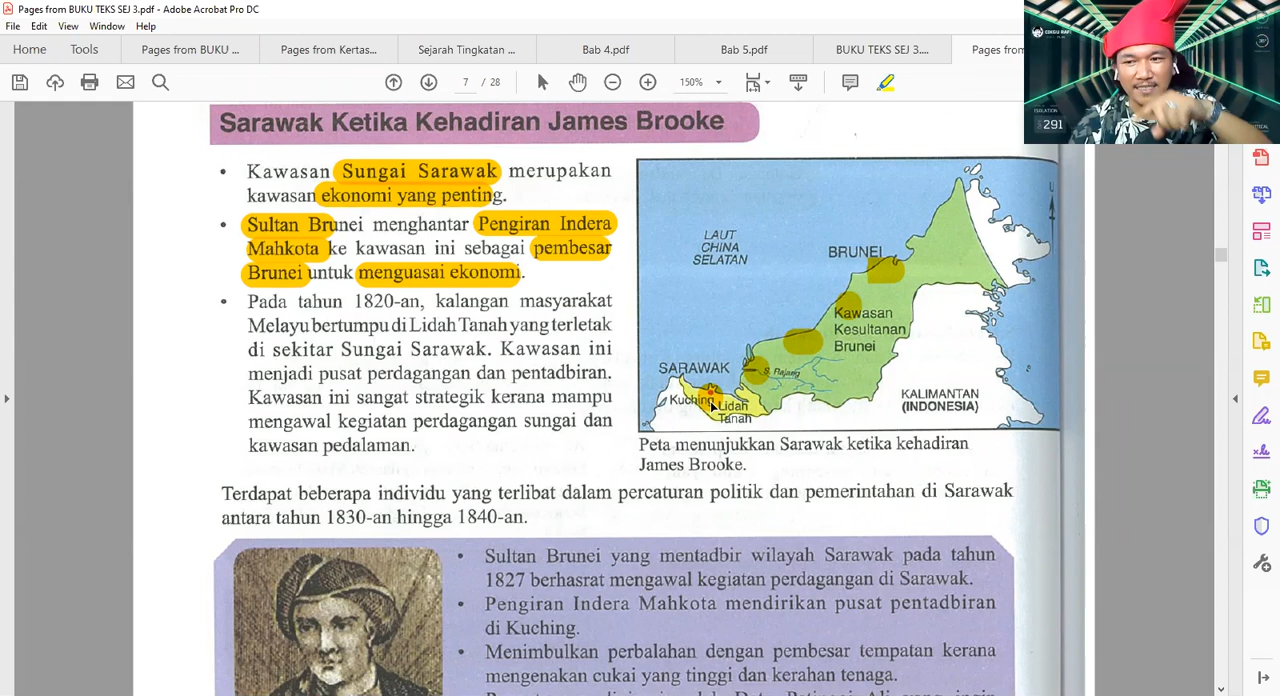 Pages from BUKU TEKS SEJ 3.pdf - Adobe Acrobat Pro DC
File Edit View Window Help
Home Tools Pages from BUKU ... Pages from Kertas... Sejarah Tingkatan ... Bab 4.pdf Bab 5.pdf BUKU TEKS SEJ 3.... Pages from
7 / 28 150%
ISOLATION
291
Sarawak Ketika Kehadiran James Brooke
• Kawasan Sungai Sarawak merupakan
kawasan ekonomi yang penting.
• Sultan Brunei menghantar Pengiran Indera
Mahkota ke kawasan ini sebagai pembesar
Brunei untuk menguasai ekonomi.
• Pada tahun 1820-an, kalangan masyarakat
Melayu bertumpu di Lidah Tanah yang terletak
di sekitar Sungai Sarawak. Kawasan ini
menjadi pusat perdagangan dan pentadbiran.
Kawasan ini sangat strategik kerana mampu
mengawal kegiatan perdagangan sungai dan
kawasan pedalaman.
U
LAUT
CHINA
SELATAN
BRUNEI
Kawasan
Kesultanan
Brunei
SARAWAK
S. Rajang
Kuching
Lidah
Tanah
KALIMANTAN
(INDONESIA)
Peta menunjukkan Sarawak ketika kehadiran
James Brooke.
Terdapat beberapa individu yang terlibat dalam percaturan politik dan pemerintahan di Sarawak
antara tahun 1830-an hingga 1840-an.
• Sultan Brunei yang mentadbir wilayah Sarawak pada tahun
1827 berhasrat mengawal kegiatan perdagangan di Sarawak.
• Pengiran Indera Mahkota mendirikan pusat pentadbiran
di Kuching.
• Menimbulkan perbalahan dengan pembesar tempatan kerana
mengenakan cukai yang tinggi dan kerahan tenaga.